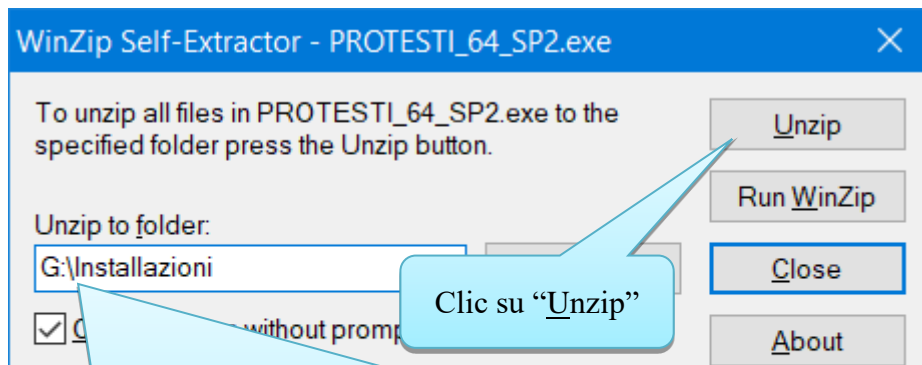 WinZip Self-Extractor - PROTESTI_64_SP2.exe
To unzip all files in PROTESTI_64_SP2.exe to the
specified folder press the Unzip button.
Unzip
Run WinZip
Unzip to folder:
G:\Installazioni
Close
Clic su “Unzip”
without
About